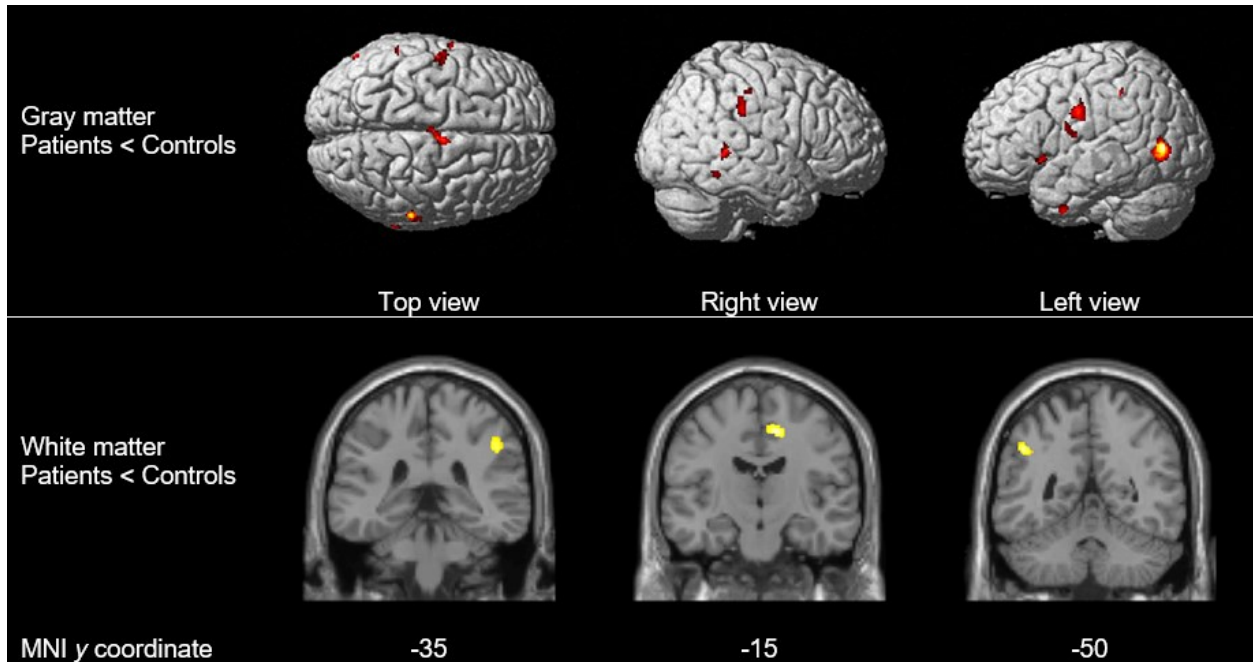 Gray matter
Patients < Controls
Top view
Right view
Left view
White matter
Patients < Controls
MNI y coordinate
-35
-15
-50